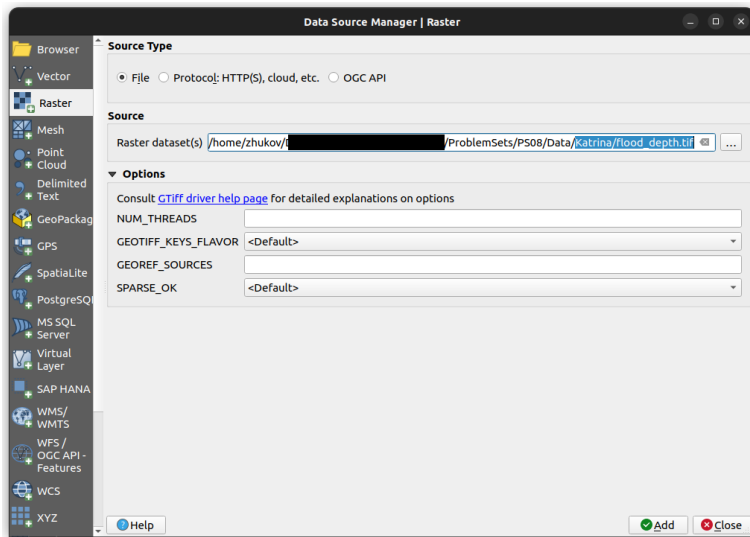 Data Source Manager | Raster
Browser
Vector
Raster
Mesh
Point
Cloud
Delimited
Text
GeoPackag
GPS
SpatiaLite
PostgreSQL
MS SQL
Server
Virtual
Layer
SAP HANA
WMS/
WMTS
WFS /
OGC API -
Features
WCS
XYZ
Source Type
File Protocol: HTTP(S), cloud, etc. OGC API
Source
Raster dataset(s) /home/zhukov/D /ProblemSets/PS08/Data/Katrina/flood_depth.tif ...
Options
Consult GTiff driver help page for detailed explanations on options
NUM_THREADS
GEOTIFF_KEYS_FLAVOR <Default>
GEOREF_SOURCES
SPARSE_OK <Default>
Help Add Close